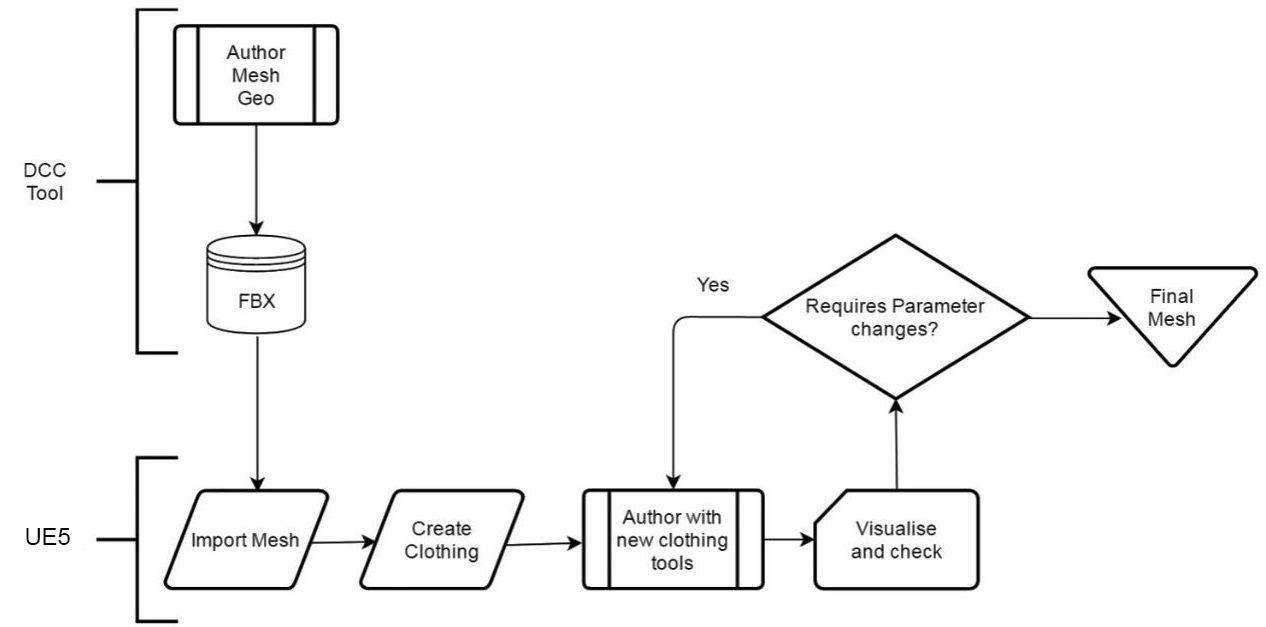 Author
Mesh
Geo
DCC
Tool
FBX
Yes
Requires Parameter
changes?
Final
Mesh
UE5
Import Mesh
Create
Clothing
Author with
new clothing
tools
Visualise
and check